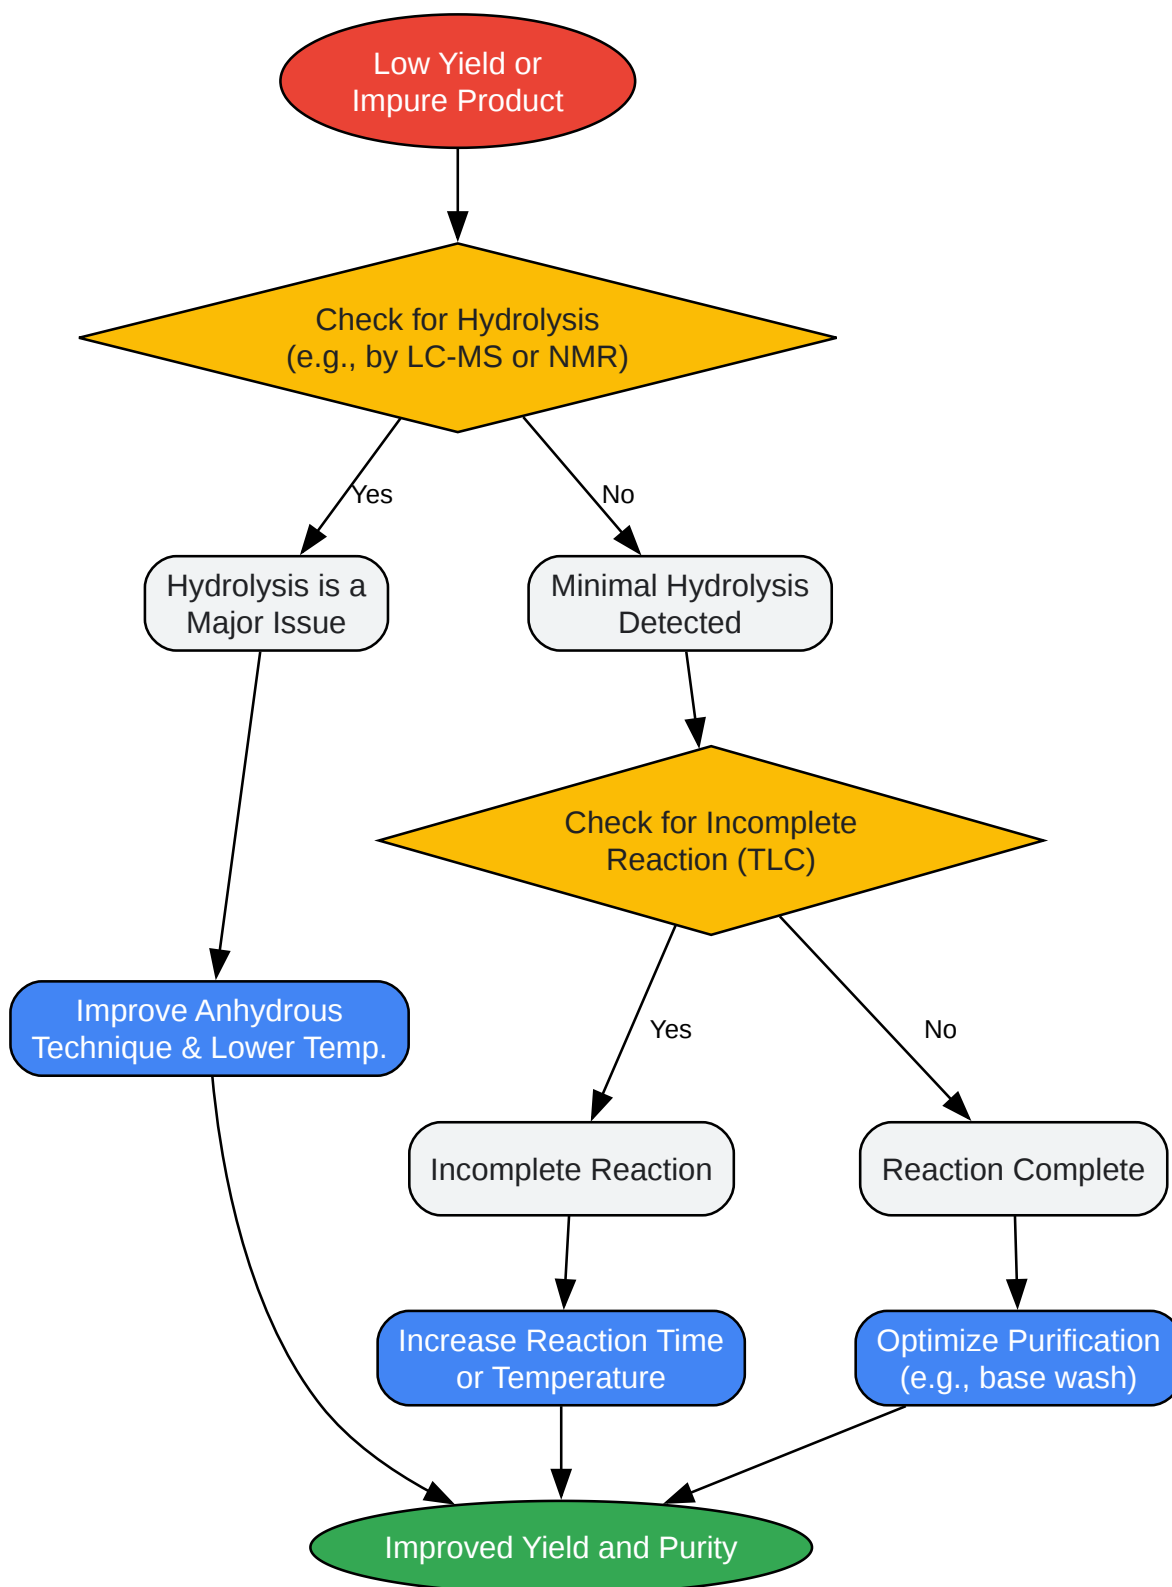 Low Yield or
Impure Product
Check for Hydrolysis
(e.g., by LC-MS or NMR)
Yes
No
Hydrolysis is a
Major Issue
Minimal Hydrolysis
Detected
Check for Incomplete
Reaction (TLC)
Improve Anhydrous
Technique & Lower Temp.
Yes
No
Incomplete Reaction
Reaction Complete
Increase Reaction Time
or Temperature
Optimize Purification
(e.g., base wash)
Improved Yield and Purity